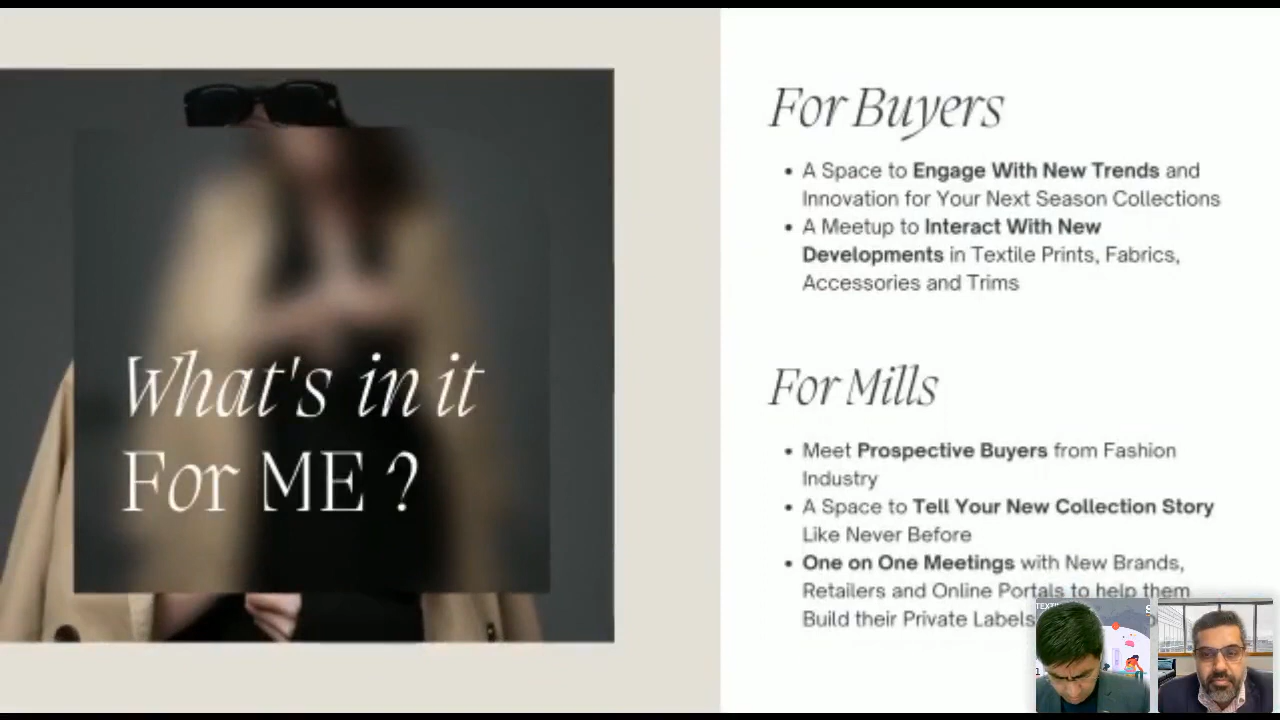 What's in it
For ME ?
For Buyers
• A Space to Engage With New Trends and
Innovation for Your Next Season Collections
• A Meetup to Interact With New
Developments in Textile Prints, Fabrics,
Accessories and Trims
For Mills
• Meet Prospective Buyers from Fashion
Industry
• A Space to Tell Your New Collection Story
Like Never Before
• One on One Meetings with New Brands,
Retailers and Online Portals to help them
Build their Private Labels